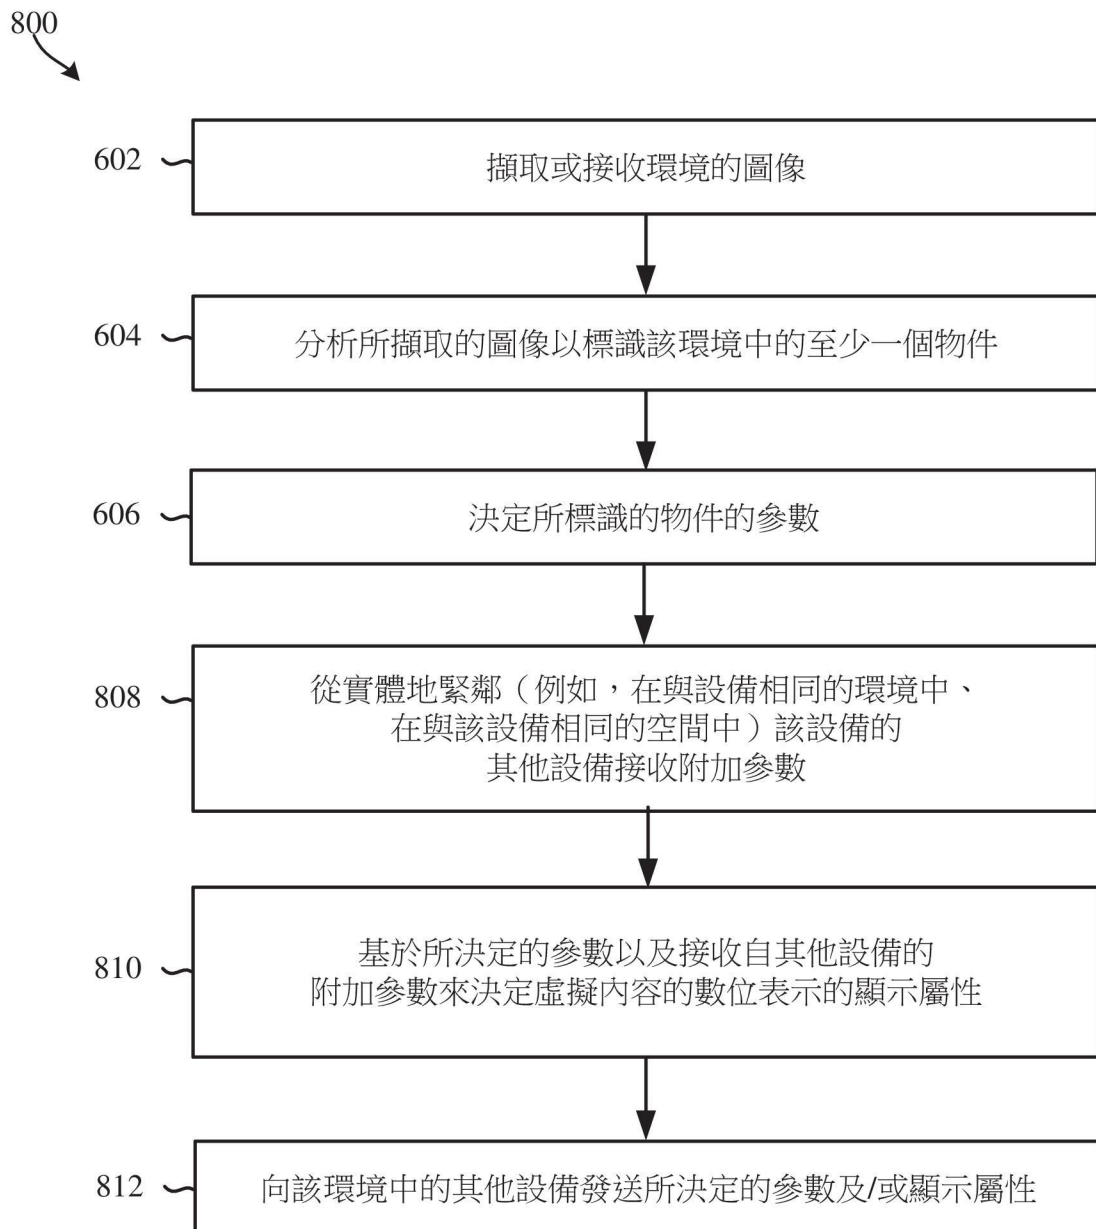 800
602
擷取或接收環境的圖像
604
分析所擷取的圖像以標識該環境中的至少一個物件
606
決定所標識的物件的參數
808
從實體地緊鄰（例如，在與設備相同的環境中、
在與該設備相同的空間中）該設備的
其他設備接收附加參數
810
基於所決定的參數以及接收自其他設備的
附加參數來決定虛擬內容的數位表示的顯示屬性
812
向該環境中的其他設備發送所決定的參數及/或顯示屬性